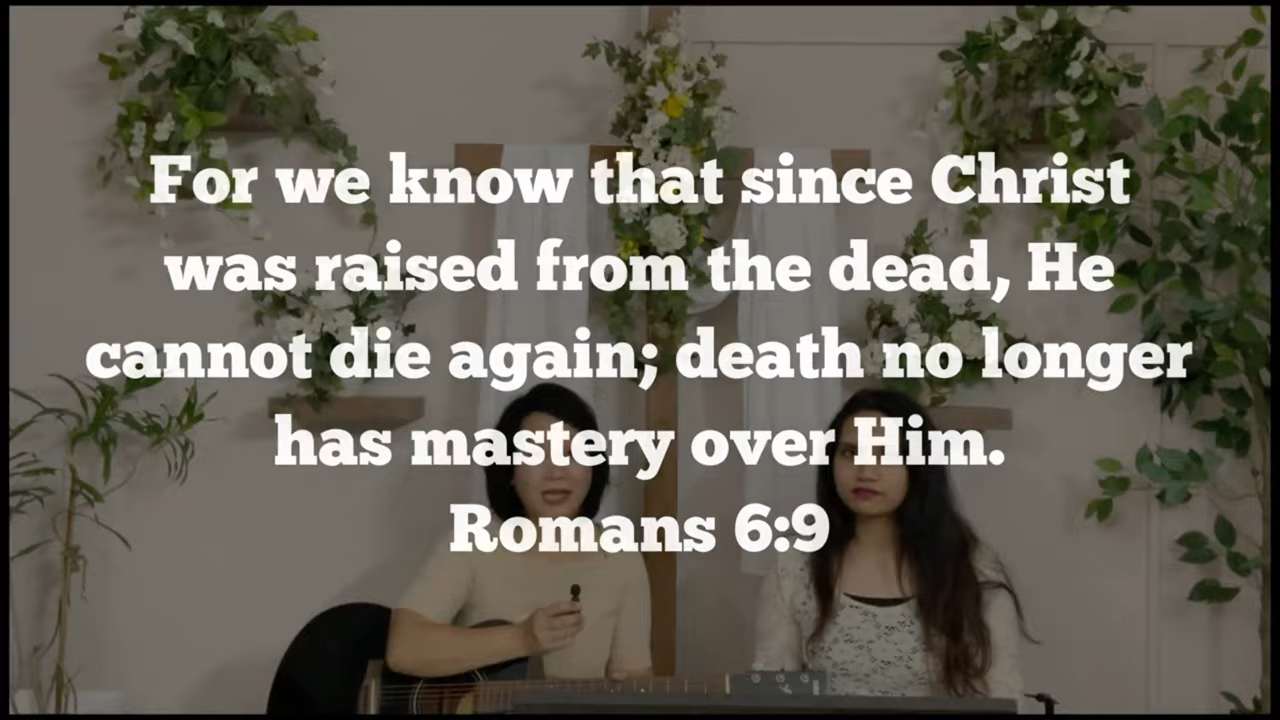 For we know that since Christ
was raised from the dead, He
cannot die again; death no longer
has mastery over Him.
Romans 6:9